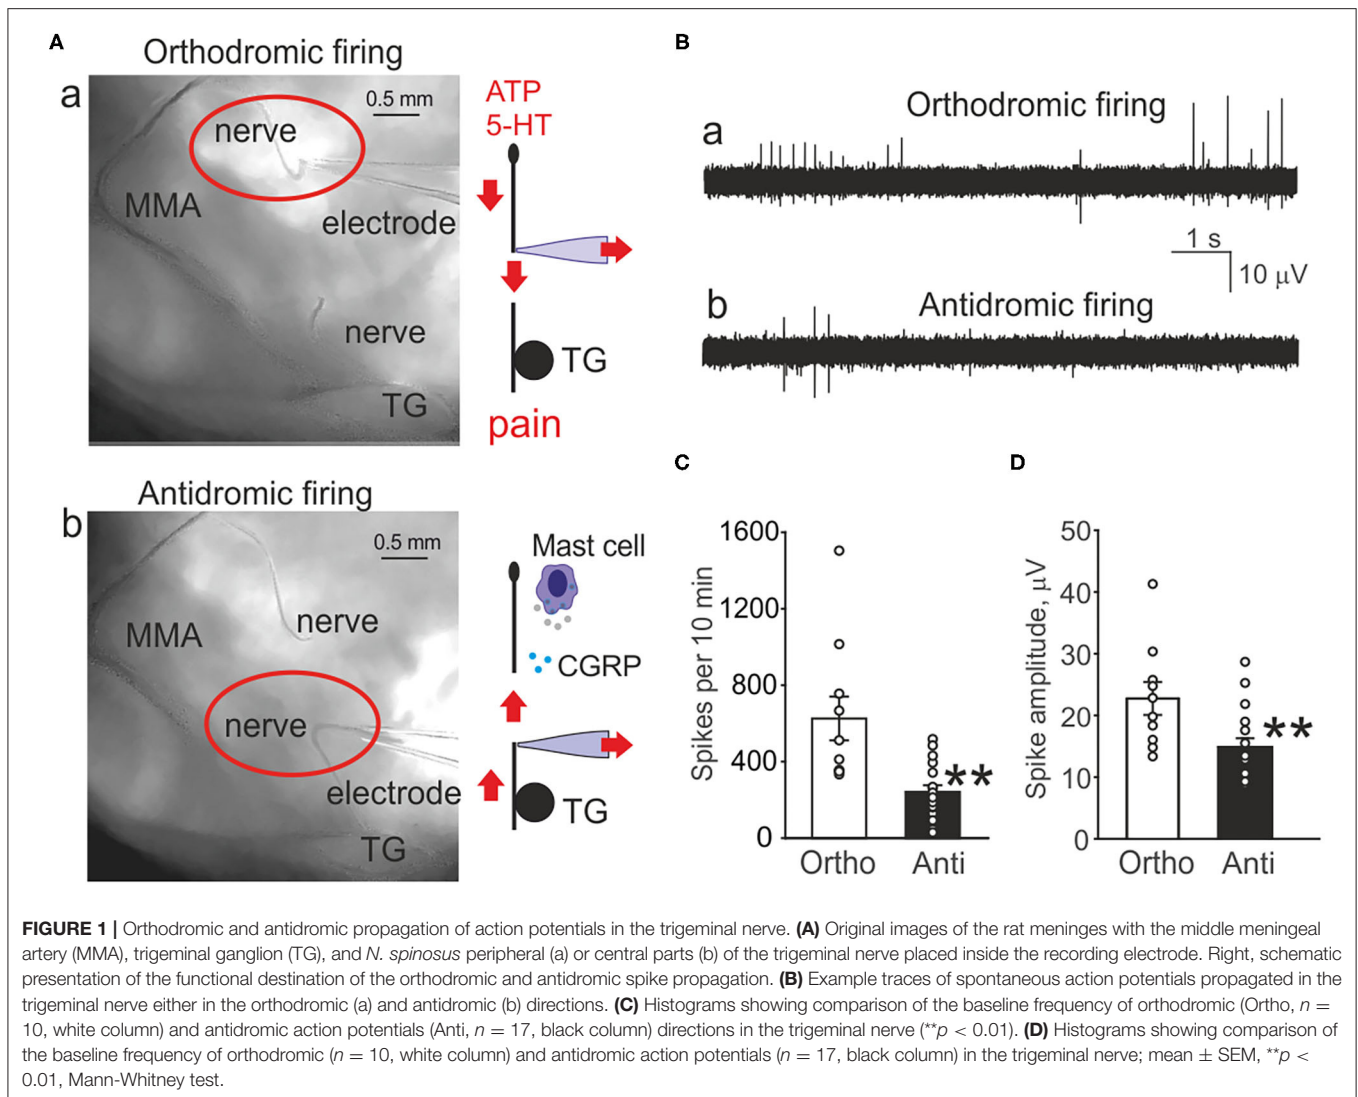 A
Orthodromic firing
a
0.5 mm
nerve
MMA
electrode
nerve
TG
ATP
5-HT
TG
pain
Antidromic firing
b
0.5 mm
nerve
MMA
nerve
electrode
TG
Mast cell
CGRP
TG
B
Orthodromic firing
a
1 s
10 μV
Antidromic firing
b
C
Spikes per 10 min
1600
1200
800
400
0
**
Ortho
Anti
D
Spike amplitude, μV
50
40
30
20
10
0
**
Ortho
Anti
FIGURE 1 | Orthodromic and antidromic propagation of action potentials in the trigeminal nerve. (A) Original images of the rat meninges with the middle meningeal
artery (MMA), trigeminal ganglion (TG), and N. spinosus peripheral (a) or central parts (b) of the trigeminal nerve placed inside the recording electrode. Right, schematic
presentation of the functional destination of the orthodromic and antidromic spike propagation. (B) Example traces of spontaneous action potentials propagated in the
trigeminal nerve either in the orthodromic (a) and antidromic (b) directions. (C) Histograms showing comparison of the baseline frequency of orthodromic (Ortho, n =
10, white column) and antidromic action potentials (Anti, n = 17, black column) directions in the trigeminal nerve (**p < 0.01). (D) Histograms showing comparison of
the baseline frequency of orthodromic (n = 10, white column) and antidromic action potentials (n = 17, black column) in the trigeminal nerve; mean ± SEM, **p <
0.01, Mann-Whitney test.